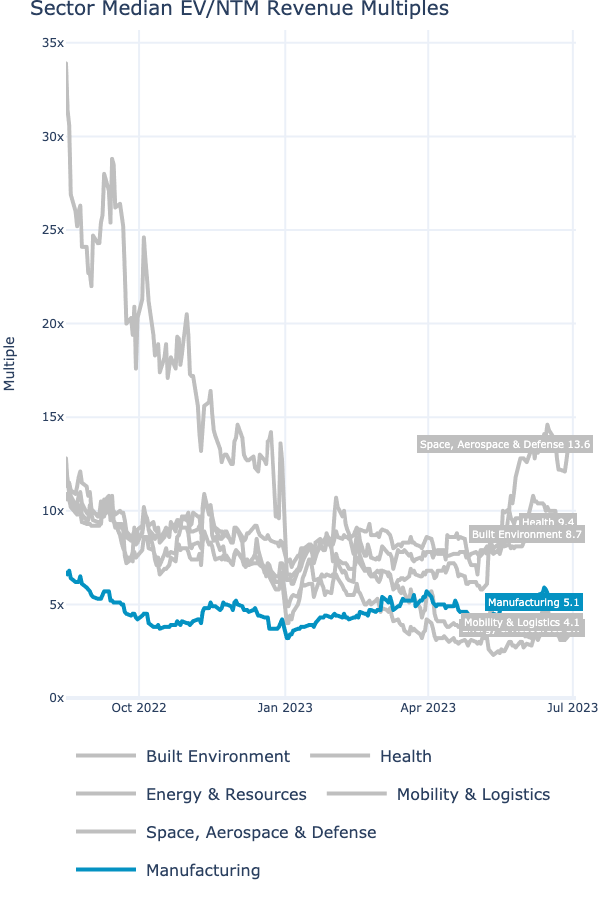 Sector Median EV/NTM Revenue Multiples
35x
30x
25x
20x
15x
10x
5x
0x
Multiple
Space, Aerospace & Defense 13.6
Health 9.4
Built Environment 8.7
Manufacturing 5.1
Mobility & Logistics 4.1
Oct 2022
Jan 2023
Apr 2023
Jul 2023
Built Environment
Health
Energy & Resources
Mobility & Logistics
Space, Aerospace & Defense
Manufacturing